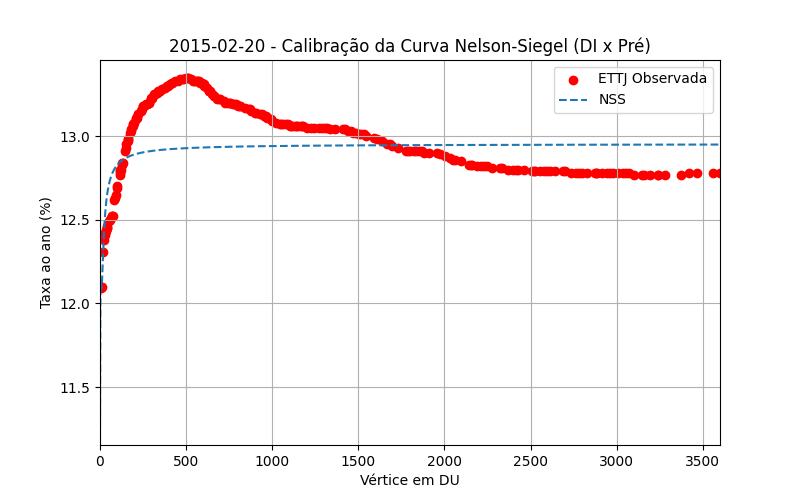 2015-02-20 - Calibração da Curva Nelson-Siegel (DI x Pré)
ETTJ Observada
NSS
13.0
12.5
12.0
11.5
Taxa ao ano (%)
0 500 1000 1500 2000 2500 3000 3500
Vértice em DU